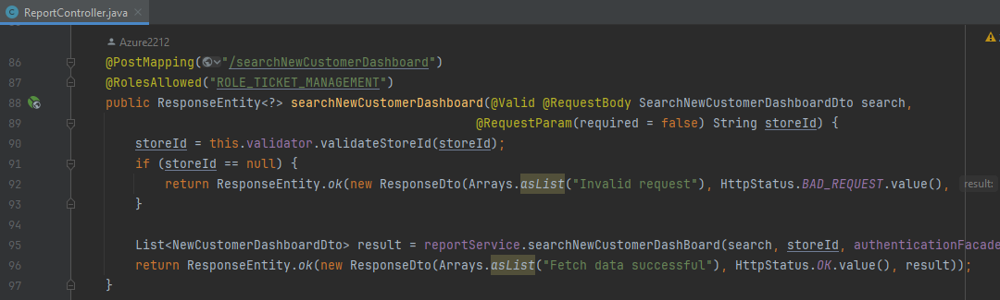 ReportController.java
Azure2212
86 @PostMapping("/searchNewCustomerDashboard")
87 @RolesAllowed("ROLE_TICKET_MANAGEMENT")
88 public ResponseEntity<?> searchNewCustomerDashboard(@Valid @RequestBody SearchNewCustomerDashboardDto search,
89 @RequestParam(required = false) String storeId) {
90 storeId = this.validator.validateStoreId(storeId);
91 if (storeId == null) {
92 return ResponseEntity.ok(new ResponseDto(Arrays.asList("Invalid request"), HttpStatus.BAD_REQUEST.value(), result:
93 }
94
95 List<NewCustomerDashboardDto> result = reportService.searchNewCustomerDashBoard(search, storeId, authenticationFacade
96 return ResponseEntity.ok(new ResponseDto(Arrays.asList("Fetch data successful"), HttpStatus.OK.value(), result));
97 }